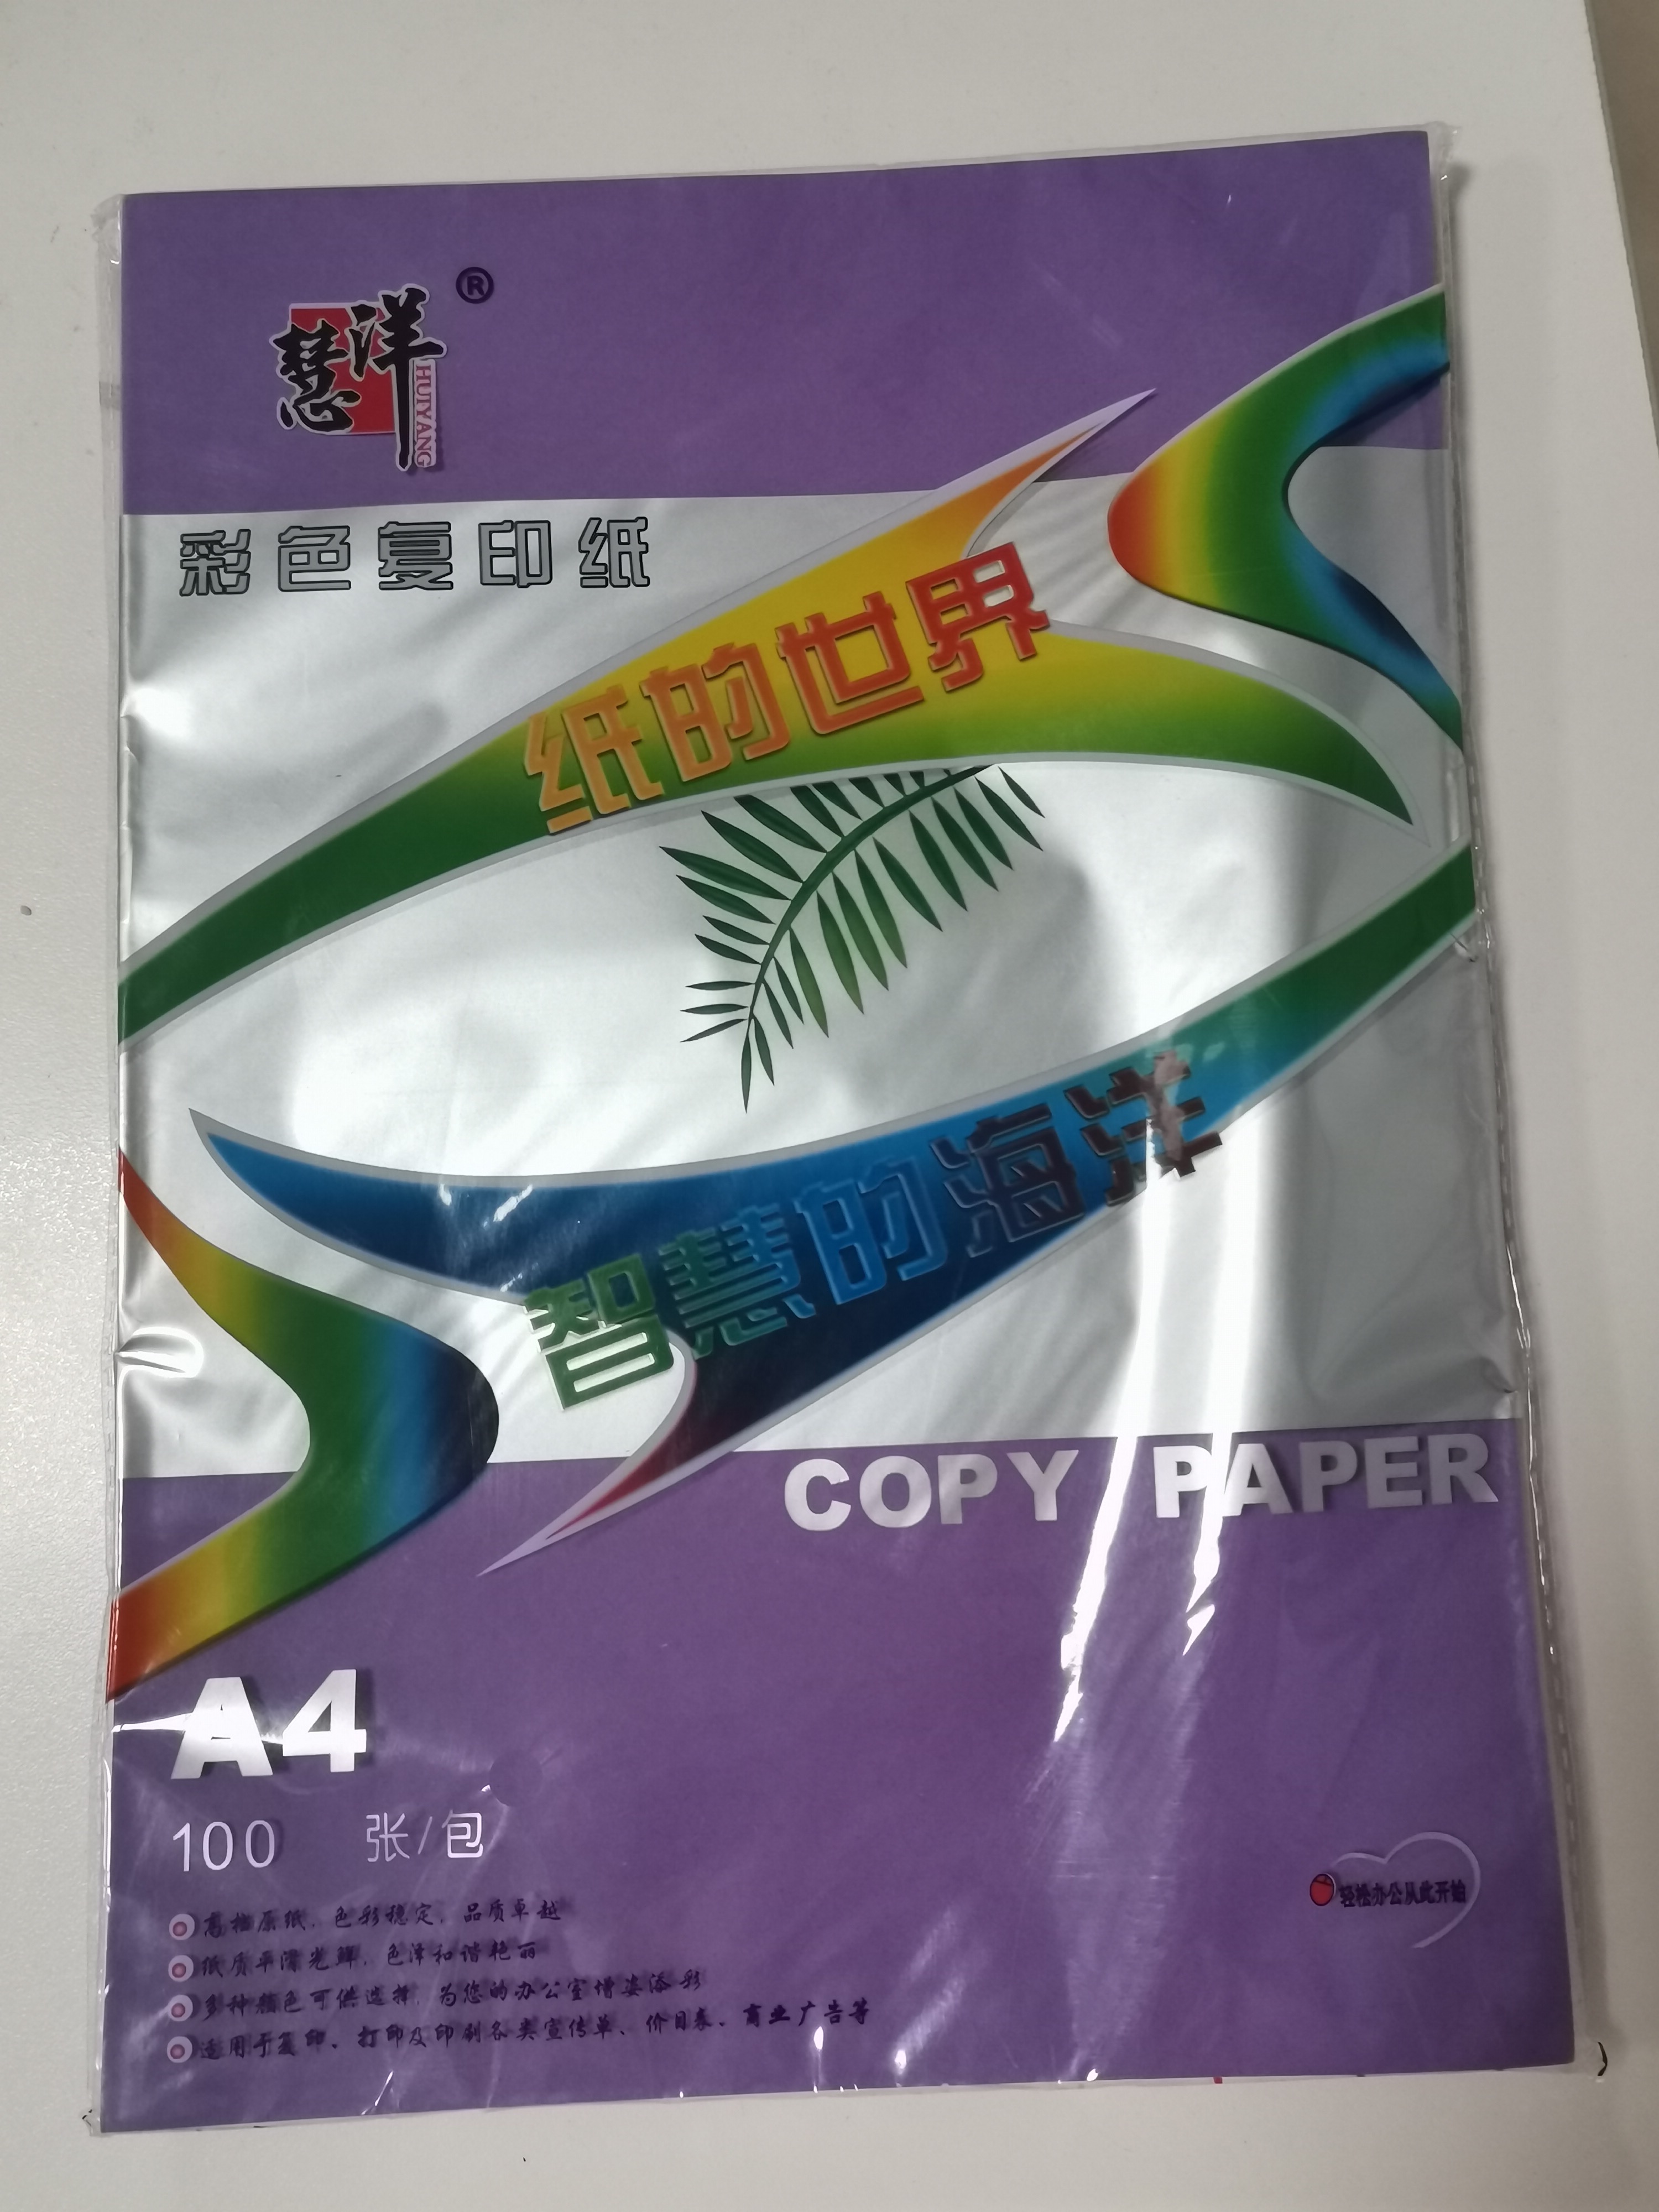 慧洋
HUIYANG
®
彩色复印纸
纸的世界
智慧的海洋
COPY PAPER
A4
100 张/包
高档原纸、色彩稳定、品质卓越
纸质平滑光鲜、色泽和谐艳丽
多种颜色可供选择、为您的办公室增姿添彩
适用于复印、打印及印刷各类宣传单、价目表、商业广告等
轻松办公从此开始